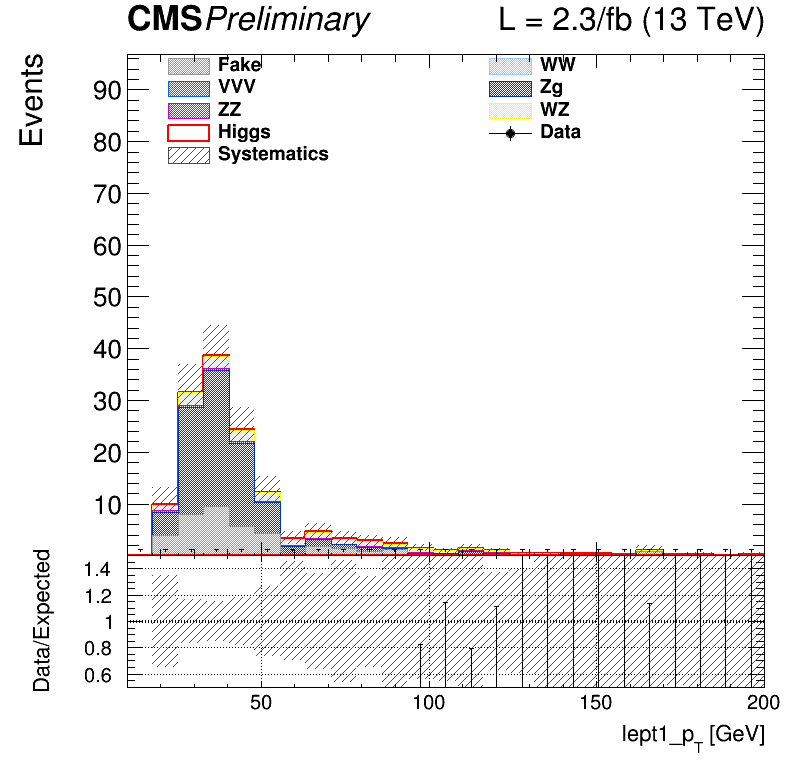 CMSPreliminary L = 2.3/fb (13 TeV)
Events
Fake WW
VVV Zg
ZZ WZ
Higgs Data
Systematics
90
80
70
60
50
40
30
20
10
Data/Expected
1.4
1.2
1
0.8
0.6
50 100 150 200
lept1_p_T [GeV]